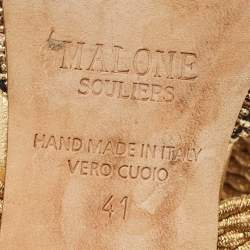 MALONE
SOULIERS
HAND MADE IN ITALY
VERO CUOIO
41